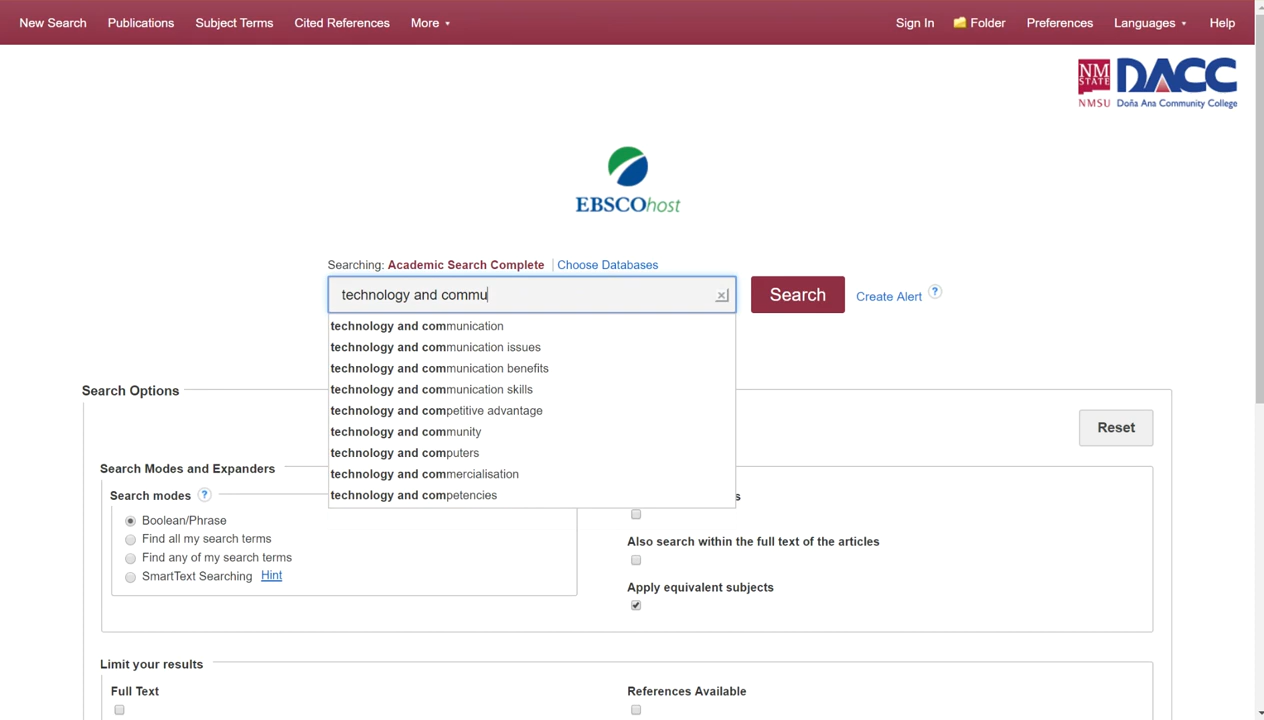 New Search Publications Subject Terms Cited References More Sign In Folder Preferences Languages Help
NM
STATE
NMSU
DACC
Doña Ana Community College
EBSCOhost
Searching: Academic Search Complete Choose Databases
technology and commu
Search
Create Alert ?
technology and communication
technology and communication issues
technology and communication benefits
technology and communication skills
technology and competitive advantage
technology and community
technology and computers
technology and commercialisation
technology and competencies
Search Options
Reset
Search Modes and Expanders
Search modes ?
Boolean/Phrase
Find all my search terms
Find any of my search terms
SmartText Searching Hint
Also search within the full text of the articles
Apply equivalent subjects
Limit your results
Full Text
References Available